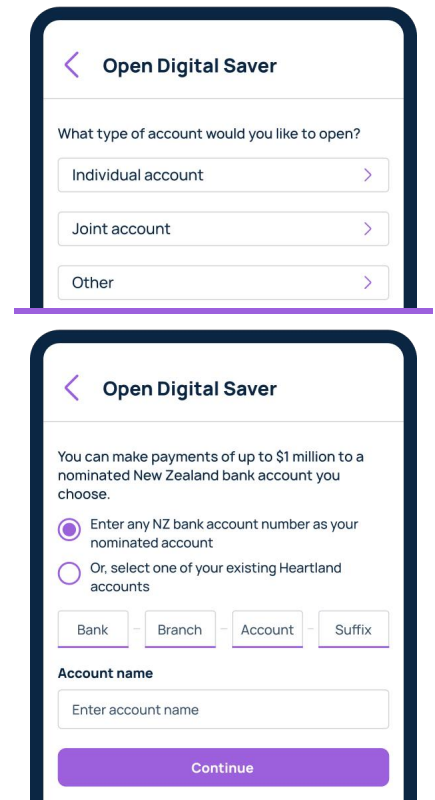 Open Digital Saver
What type of account would you like to open?
Individual account
Joint account
Other
Open Digital Saver
You can make payments of up to $1 million to a
nominated New Zealand bank account you
choose.
Enter any NZ bank account number as your
nominated account
Or, select one of your existing Heartland
accounts
Bank – Branch – Account – Suffix
Account name
Enter account name
Continue